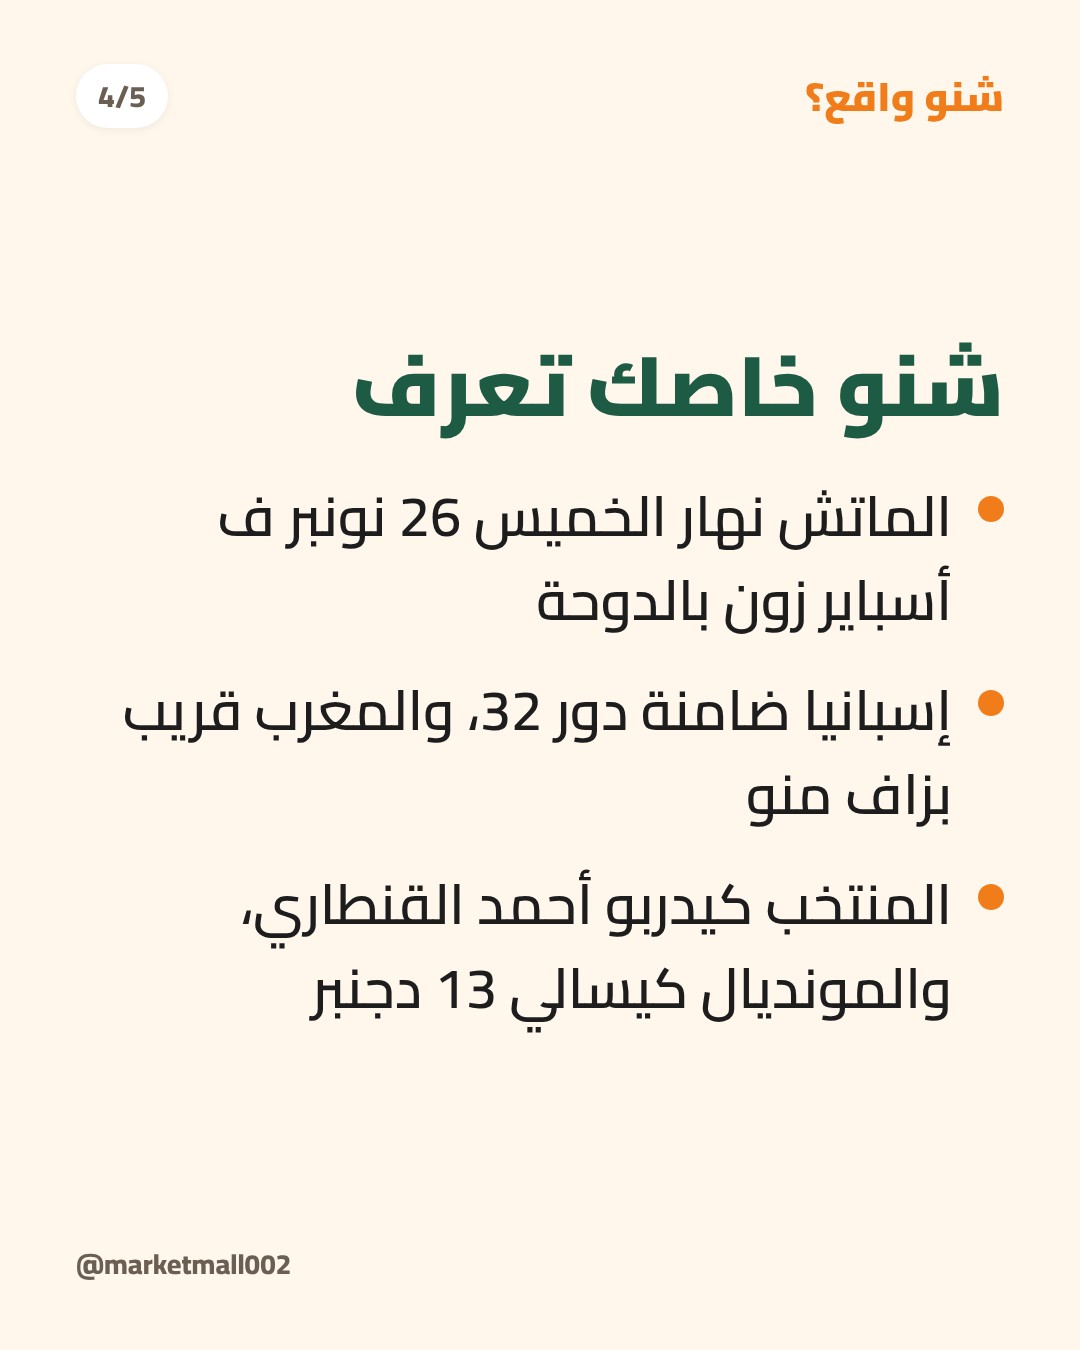 شنو واقع؟
4/5
شنو خاصك تعرف
الماتش نهار الخميس 26 نونبر ف
أسباير زون بالدوحة
إسبانيا ضامنة دور 32، والمغرب قريب
بزاف منو
المنتخب كيدربو أحمد القنطاري،
والمونديال كيسالي 13 دجنبر
@marketmall002